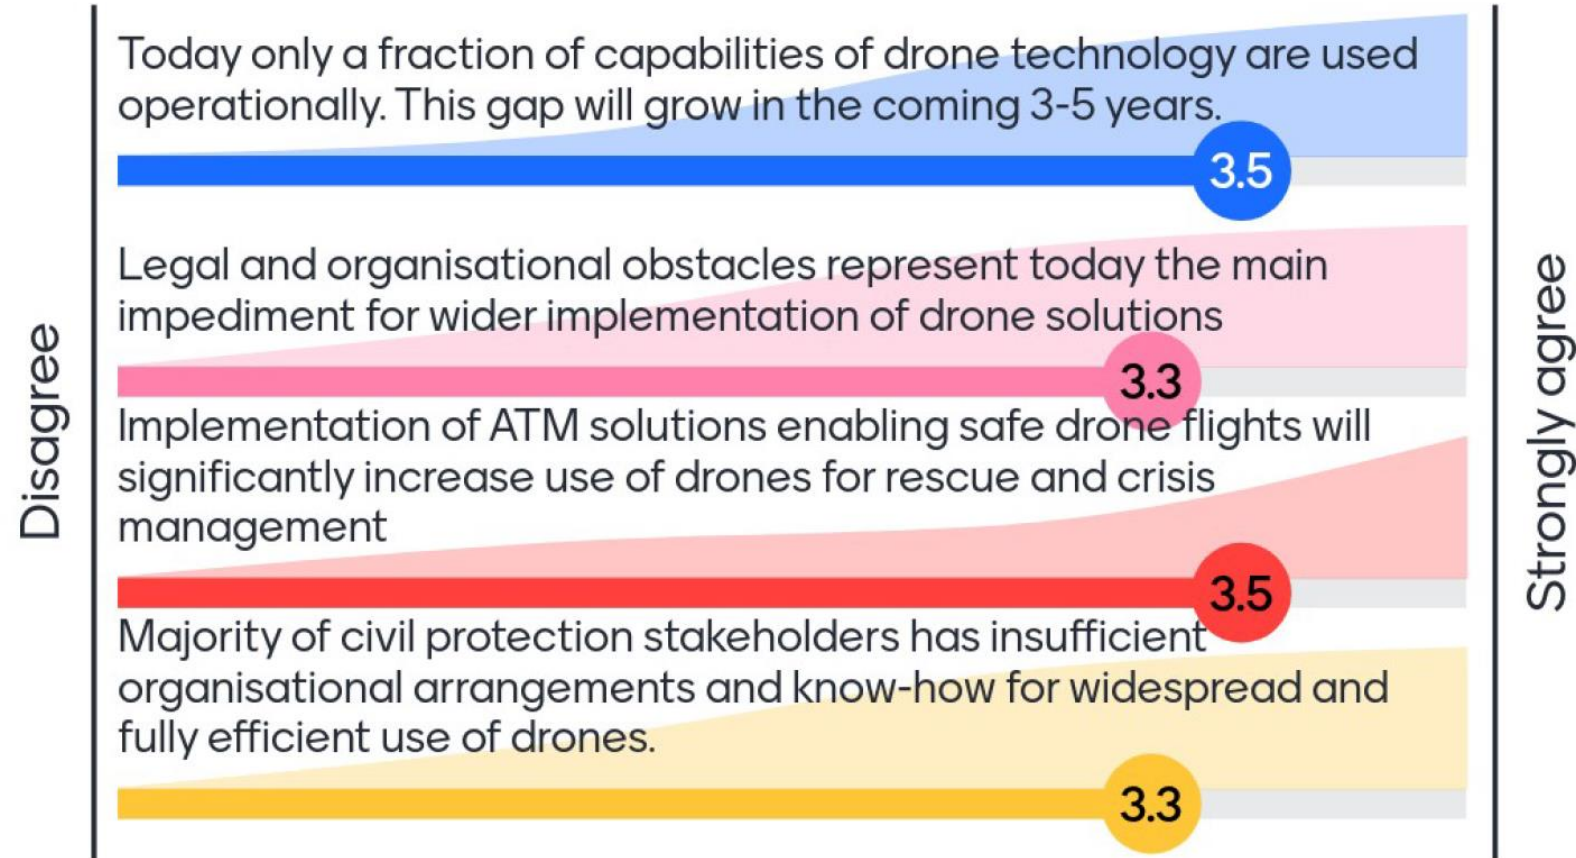 Disagree
Today only a fraction of capabilities of drone technology are used
operationally. This gap will grow in the coming 3-5 years.
3.5
Legal and organisational obstacles represent today the main
impediment for wider implementation of drone solutions
3.3
Implementation of ATM solutions enabling safe drone flights will
significantly increase use of drones for rescue and crisis
management
3.5
Majority of civil protection stakeholders has insufficient
organisational arrangements and know-how for widespread and
fully efficient use of drones.
3.3
Strongly agree